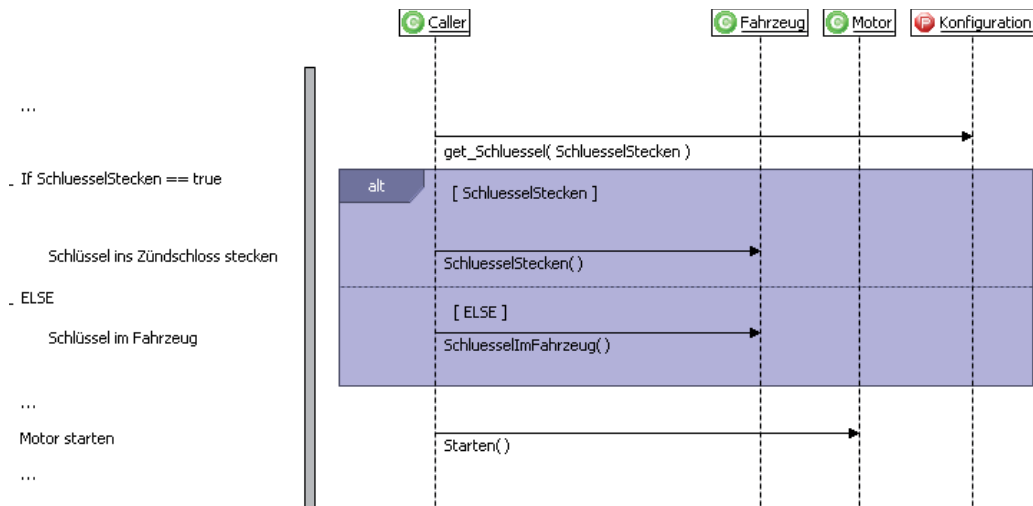 C Caller
C Fahrzeug
C Motor
P Konfiguration
...
get_Schluessel( SchluesselStecken )
If SchluesselStecken == true
alt
[ SchluesselStecken ]
Schlüssel ins Zündschloss stecken
SchluesselStecken( )
ELSE
[ ELSE ]
Schlüssel im Fahrzeug
SchluesselImFahrzeug( )
...
Motor starten
Starten( )
...